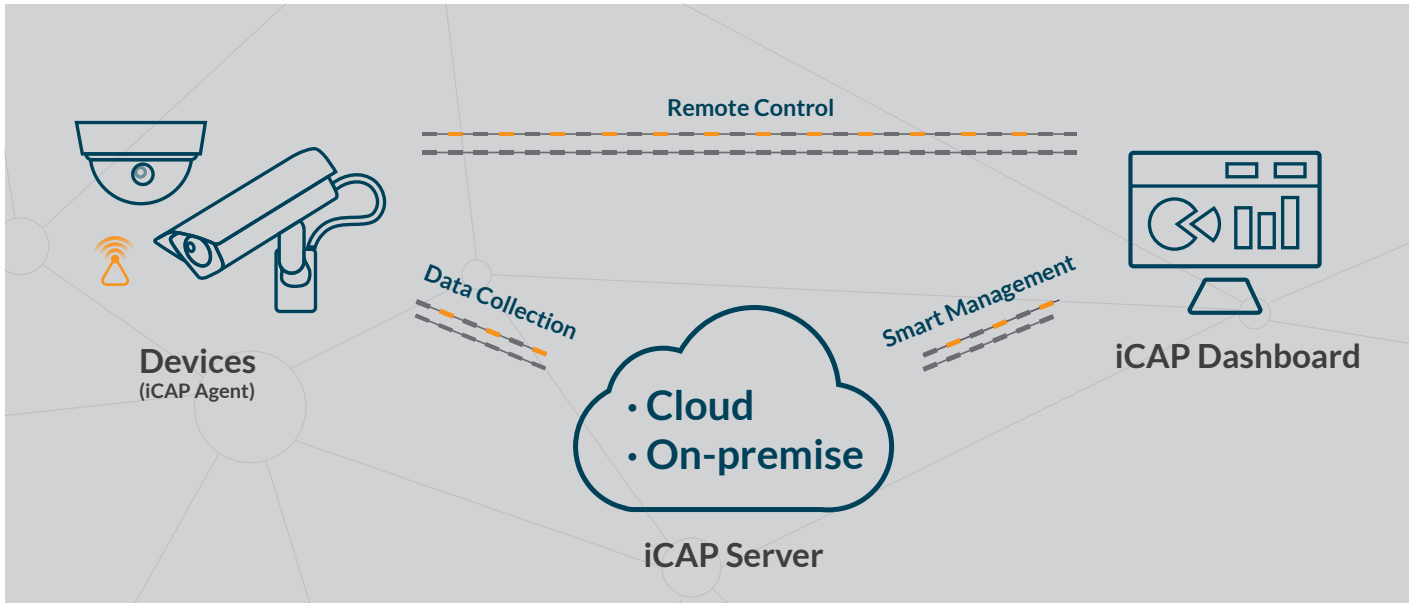 Remote Control
Data Collection
Smart Management
Devices
(iCAP Agent)
iCAP Dashboard
· Cloud
· On-premise
iCAP Server